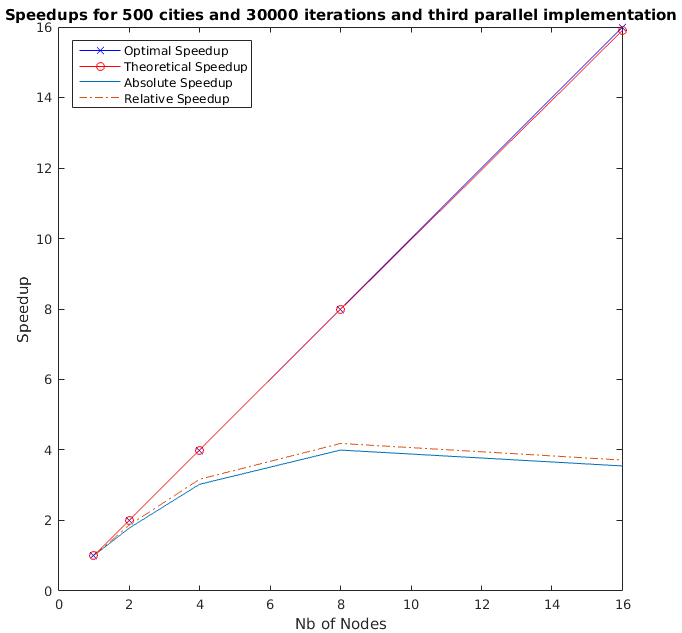 Speedups for 500 cities and 30000 iterations and third parallel implementation
Optimal Speedup
Theoretical Speedup
Absolute Speedup
Relative Speedup
16
14
12
10
8
6
4
2
0
Speedup
0 2 4 6 8 10 12 14 16
Nb of Nodes